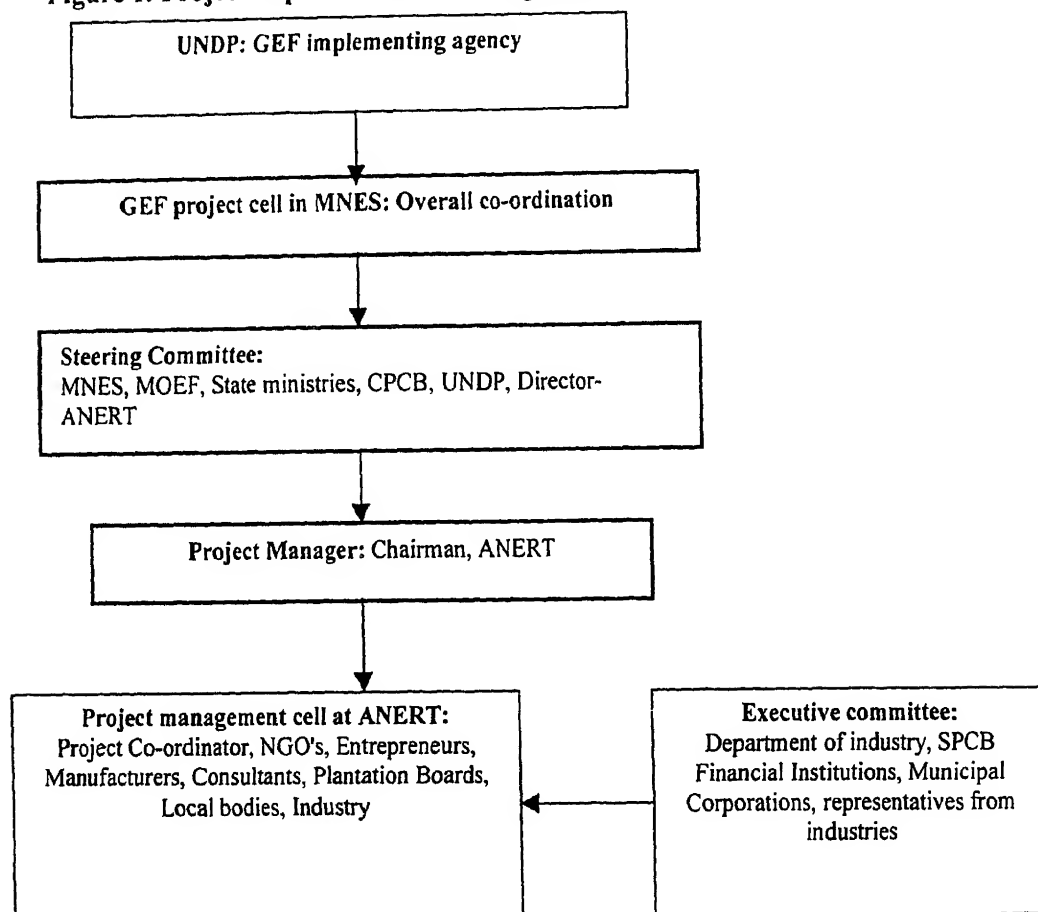 UNDP: GEF implementing agency
GEF project cell in MNES: Overall co-ordination
Steering Committee:
MNES, MOEF, State ministries, CPCB, UNDP, Director-
ANERT
Project Manager: Chairman, ANERT
Project management cell at ANERT:
Project Co-ordinator, NGO's, Entrepreneurs,
Manufacturers, Consultants, Plantation Boards,
Local bodies, Industry
Executive committee:
Department of industry, SPCB
Financial Institutions, Municipal
Corporations, representatives from
industries